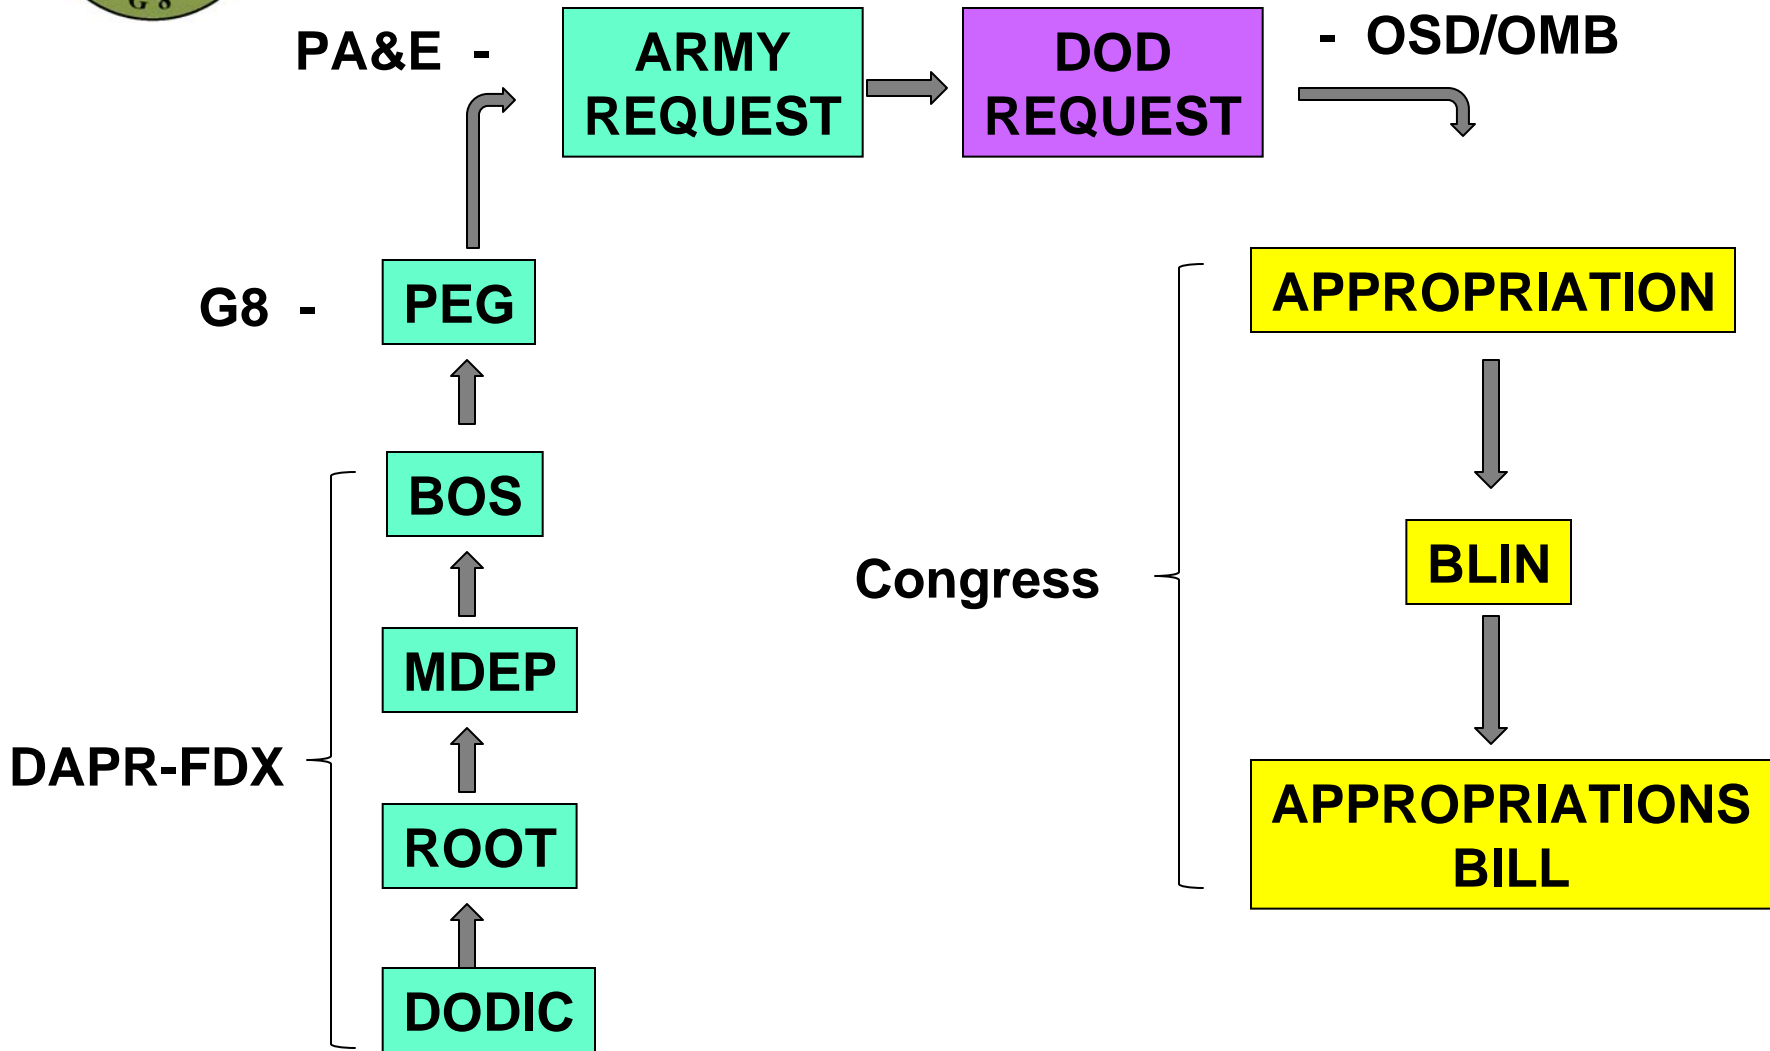 G 8
PA&E -
ARMY
REQUEST
DOD
REQUEST
- OSD/OMB
G8 -
PEG
APPROPRIATION
BOS
BLIN
Congress
MDEP
DAPR-FDX
ROOT
APPROPRIATIONS
BILL
DODIC